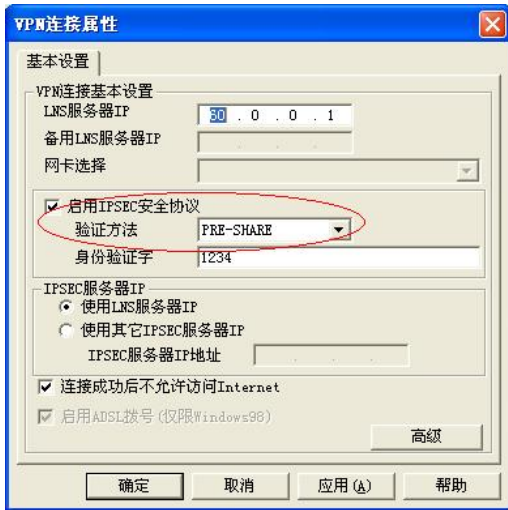 VPN连接属性
基本设置
VPN连接基本设置
LNS服务器IP 60 . 0 . 0 . 1
备用LNS服务器IP
网卡选择
启用IPSEC安全协议
验证方法 PRE-SHARE
身份验证字 1234
IPSEC服务器IP
使用LNS服务器IP
使用其它IPSEC服务器IP
IPSEC服务器IP地址
连接成功后不允许访问Internet
启用ADSL拨号(仅限Windows98)
高级
确定 取消 应用(A) 帮助